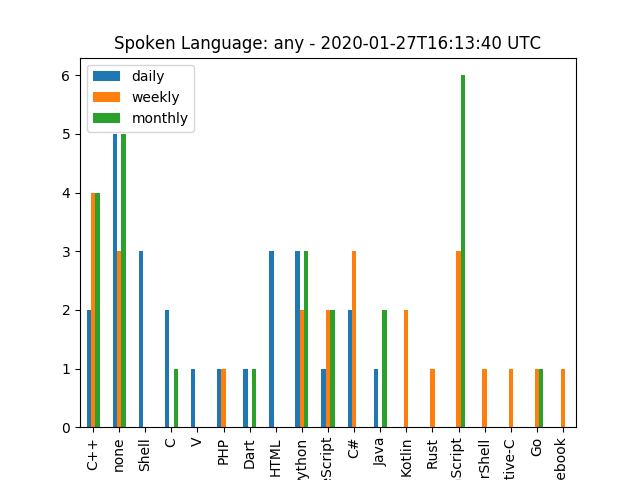 Spoken Language: any - 2020-01-27T16:13:40 UTC
daily
weekly
monthly
6
5
4
3
2
1
0
C++
none
Shell
C
V
PHP
Dart
HTML
ython
eScript
C#
Java
Kotlin
Rust
Script
rShell
tive-C
Go
ebook